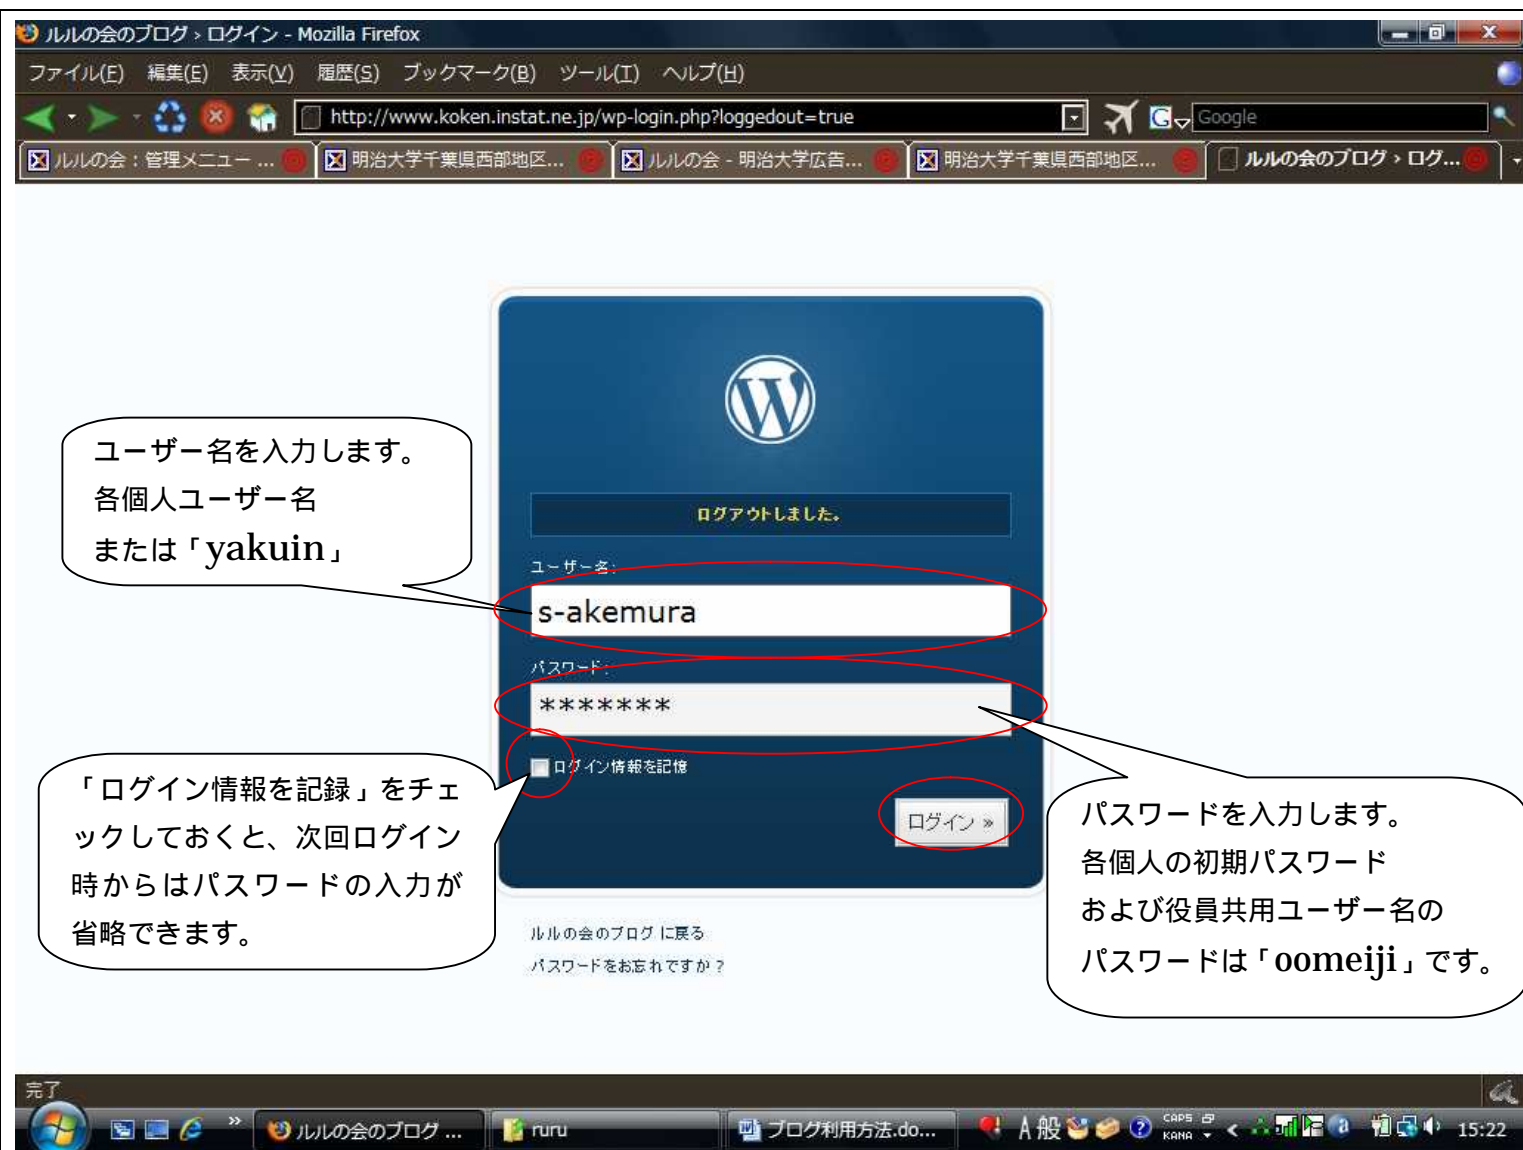 ルルの会のブログ › ログイン - Mozilla Firefox
ファイル(F) 編集(E) 表示(V) 履歴(S) ブックマーク(B) ツール(T) ヘルプ(H)
http://www.koken.instat.ne.jp/wp-login.php?loggedout=true
Google
ルルの会：管理メニュー ...
明治大学千葉県西部地区...
ルルの会 - 明治大学広告...
明治大学千葉県西部地区...
ルルの会のブログ › ログ...
ログアウトしました。
ユーザー名を入力します。
各個人ユーザー名
または「yakuin」
ユーザー名:
s-akemura
パスワード:
*******
ログイン情報を記憶
ログイン »
「ログイン情報を記録」をチェ
ックしておくと、次回ログイン
時からはパスワードの入力が
省略できます。
パスワードを入力します。
各個人の初期パスワード
および役員共用ユーザー名の
パスワードは「oomeiji」です。
ルルの会のブログ に戻る
パスワードをお忘れですか？
完了
ルルの会のブログ ...
ruru
ブログ利用方法.do...
A 般
CAPS
KANA
15:22